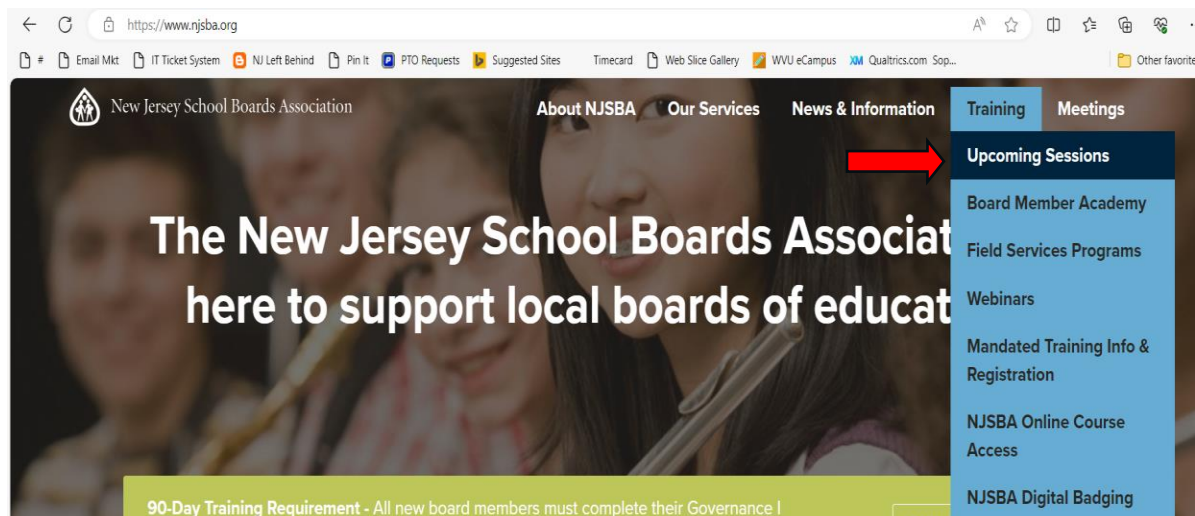 https://www.njsba.org
# Email Mkt IT Ticket System NJ Left Behind Pin It PTO Requests Suggested Sites Timecard Web Slice Gallery WVU eCampus XM Qualtrics.com Sop... Other favorite
New Jersey School Boards Association About NJSBA Our Services News & Information Training Meetings
Upcoming Sessions
Board Member Academy
The New Jersey School Boards Associat
Field Services Programs
here to support local boards of educat
Webinars
Mandated Training Info &
Registration
NJSBA Online Course
Access
NJSBA Digital Badging
90-Day Training Requirement - All new board members must complete their Governance I